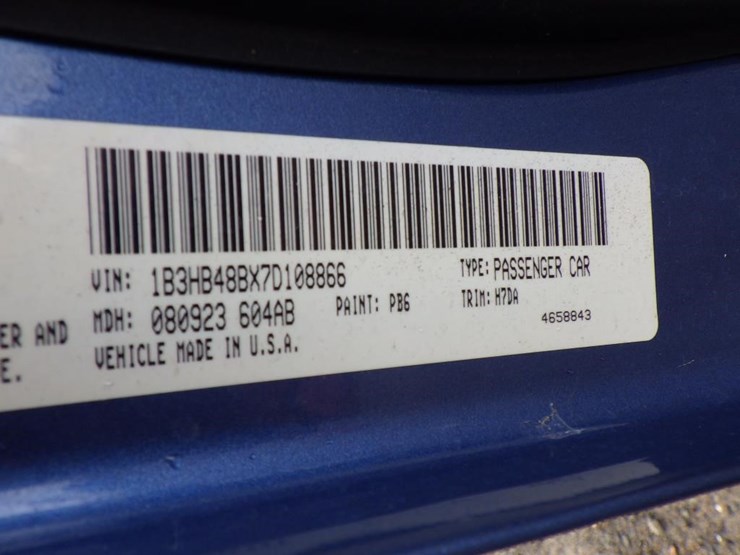 VIN: 1B3HB48BX7D108866 TYPE: PASSENGER CAR
ER AND MDH: 080923 604AB PAINT: PB6 TRIM: H7DA
E. VEHICLE MADE IN U.S.A. 4658843